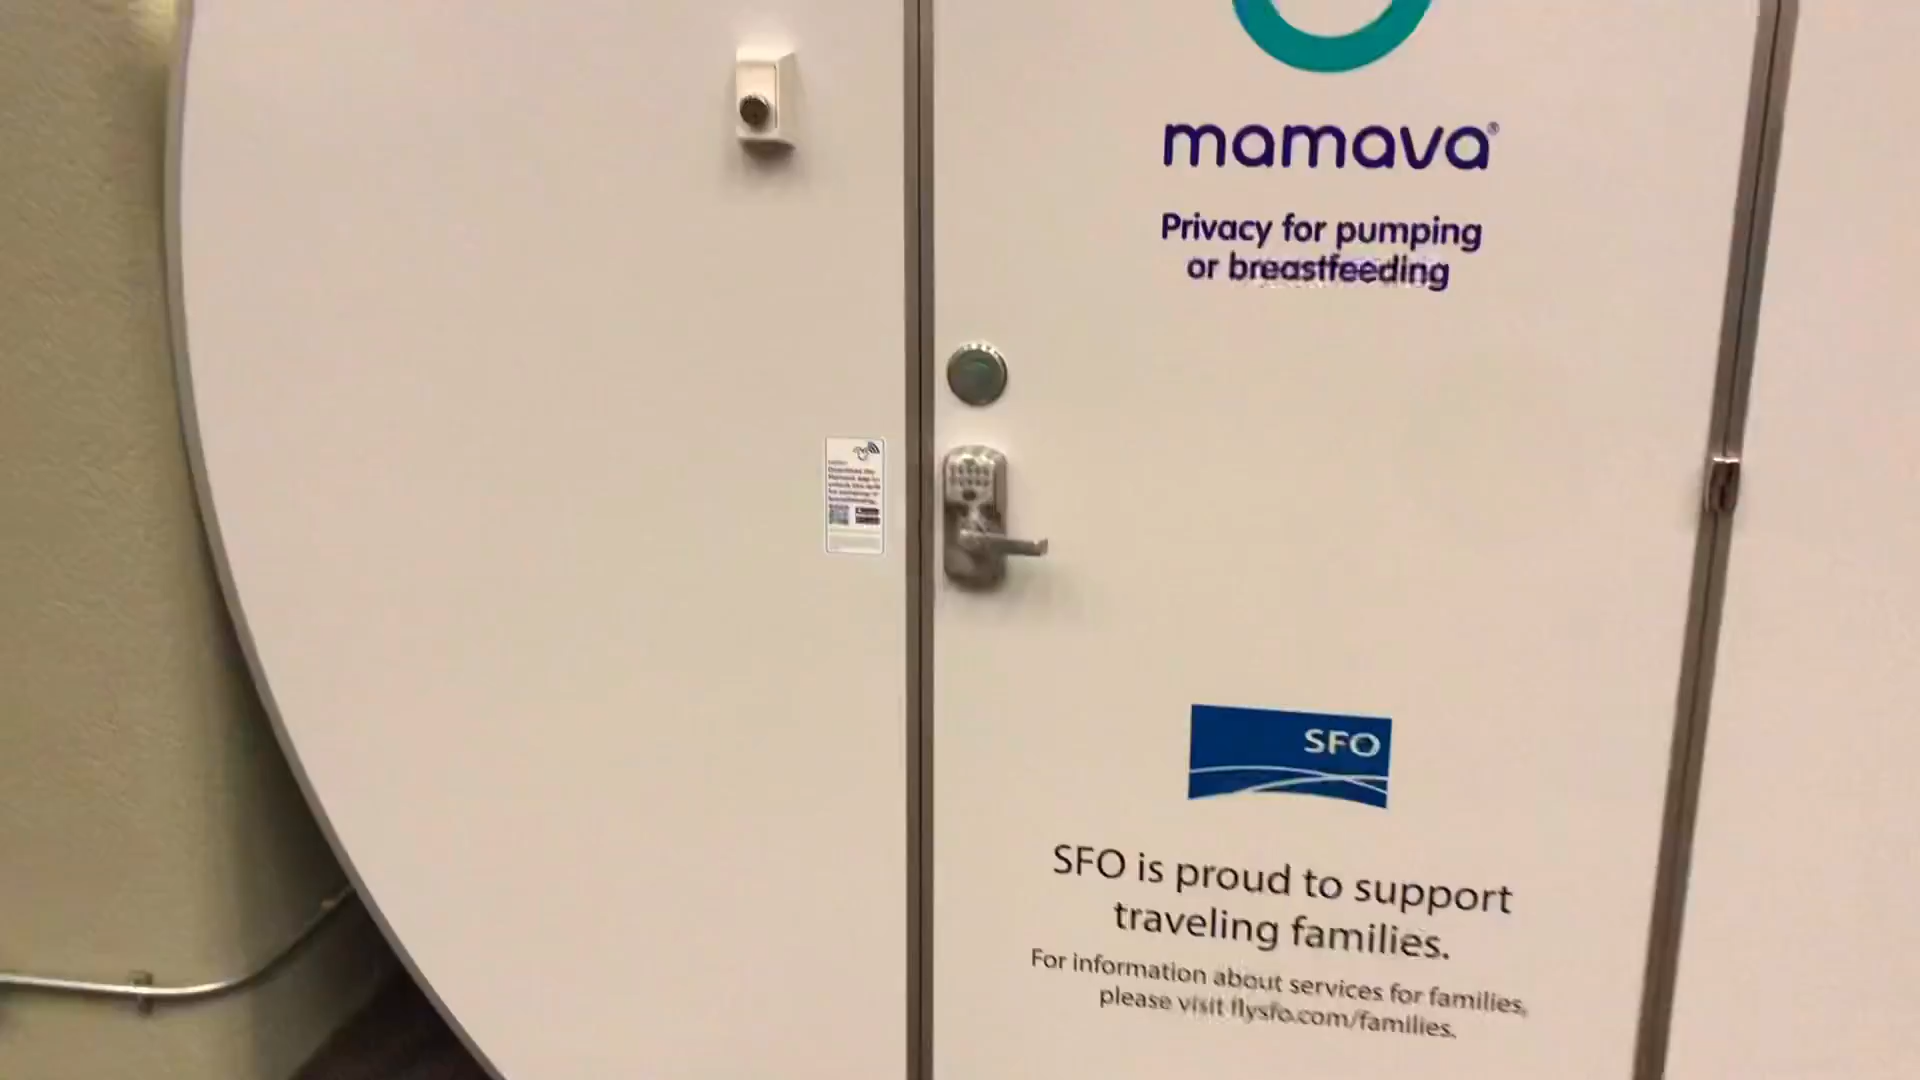 mamava®
Privacy for pumping
or breastfeeding
SFO
SFO is proud to support
traveling families.
For information about services for families,
please visit flysfo.com/families.